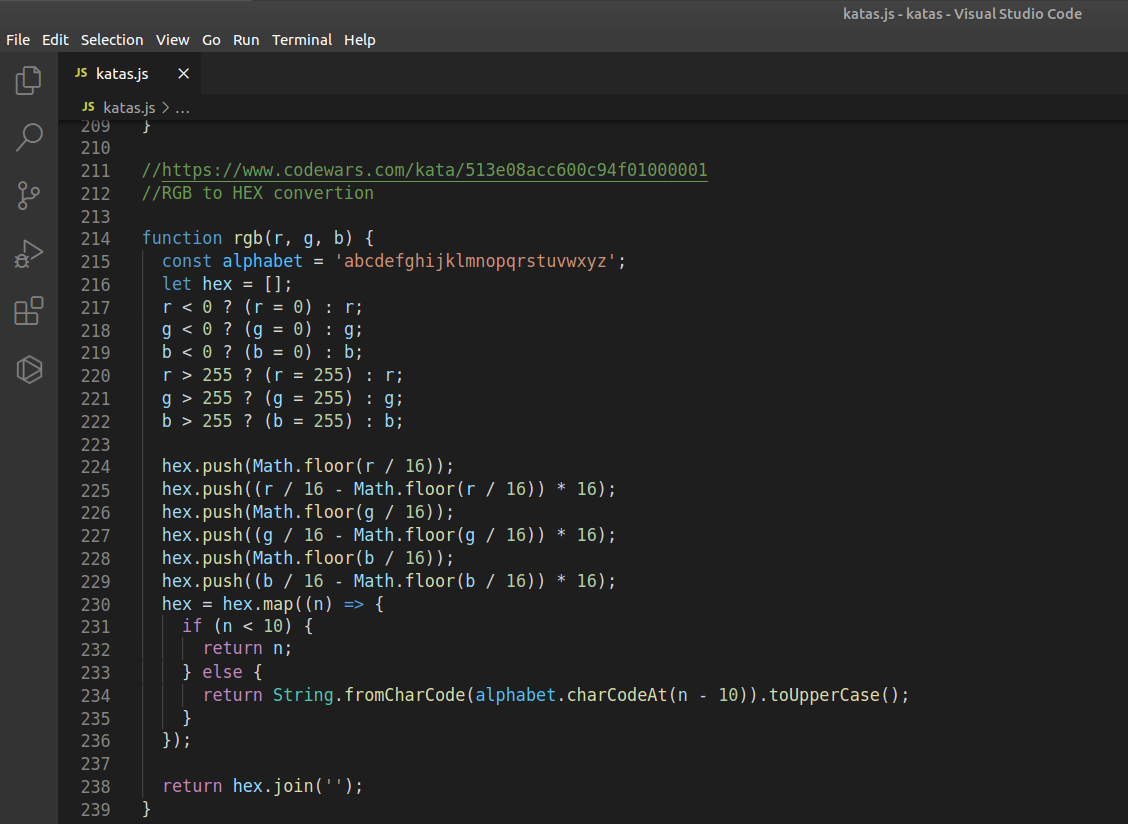 katas.js - katas - Visual Studio Code
File Edit Selection View Go Run Terminal Help
JS katas.js ×
JS katas.js > ...
209 }
210
211 //https://www.codewars.com/kata/513e08acc600c94f01000001
212 //RGB to HEX convertion
213
214 function rgb(r, g, b) {
215 const alphabet = 'abcdefghijklmnopqrstuvwxyz';
216 let hex = [];
217 r < 0 ? (r = 0) : r;
218 g < 0 ? (g = 0) : g;
219 b < 0 ? (b = 0) : b;
220 r > 255 ? (r = 255) : r;
221 g > 255 ? (g = 255) : g;
222 b > 255 ? (b = 255) : b;
223
224 hex.push(Math.floor(r / 16));
225 hex.push((r / 16 - Math.floor(r / 16)) * 16);
226 hex.push(Math.floor(g / 16));
227 hex.push((g / 16 - Math.floor(g / 16)) * 16);
228 hex.push(Math.floor(b / 16));
229 hex.push((b / 16 - Math.floor(b / 16)) * 16);
230 hex = hex.map((n) => {
231 if (n < 10) {
232 return n;
233 } else {
234 return String.fromCharCode(alphabet.charCodeAt(n - 10)).toUpperCase();
235 }
236 });
237
238 return hex.join('');
239 }